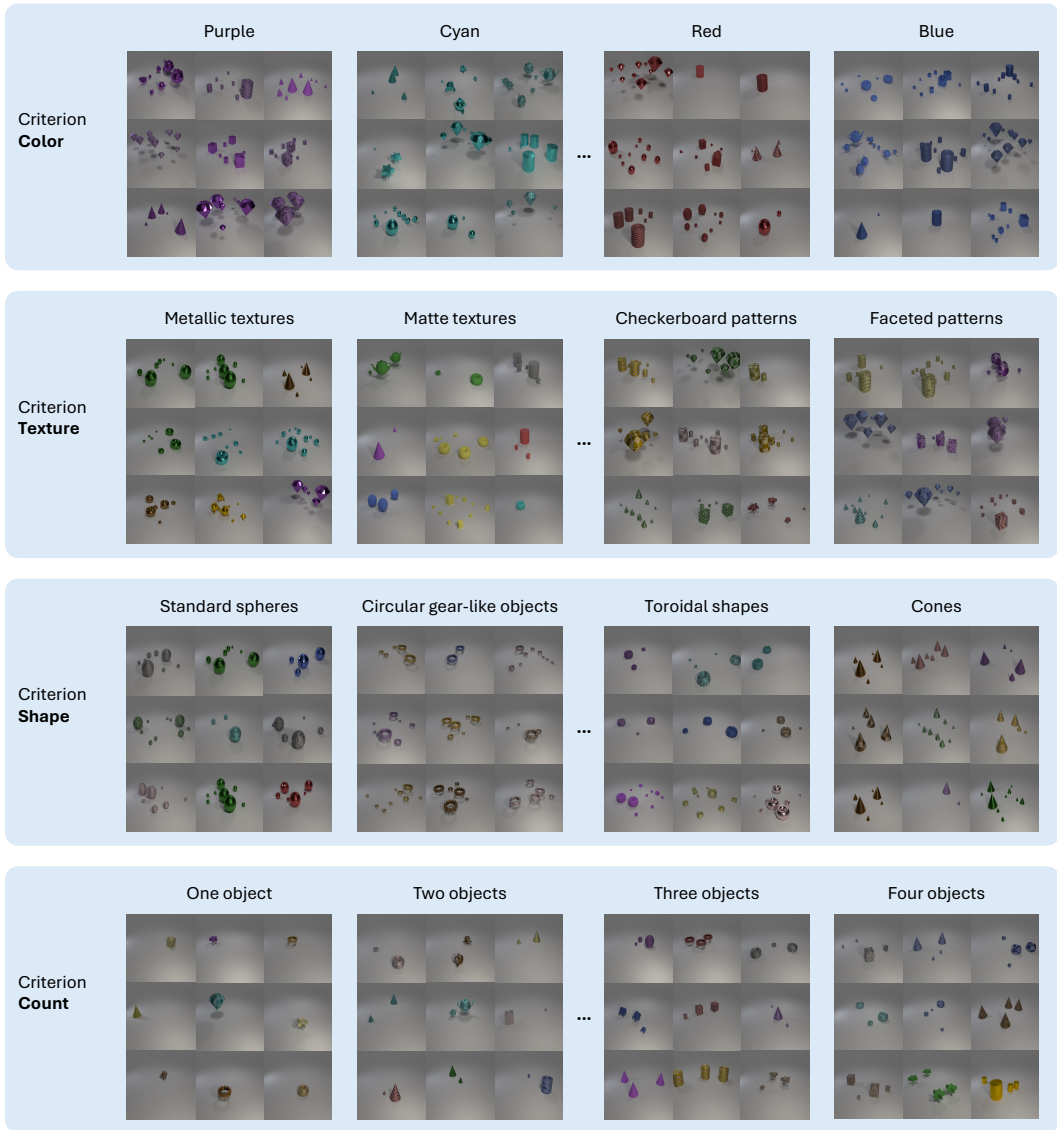 Purple
Cyan
Red
Blue
Criterion
Color
...
Metallic textures
Matte textures
Checkerboard patterns
Faceted patterns
Criterion
Texture
...
Standard spheres
Circular gear-like objects
Toroidal shapes
Cones
Criterion
Shape
...
One object
Two objects
Three objects
Four objects
Criterion
Count
...